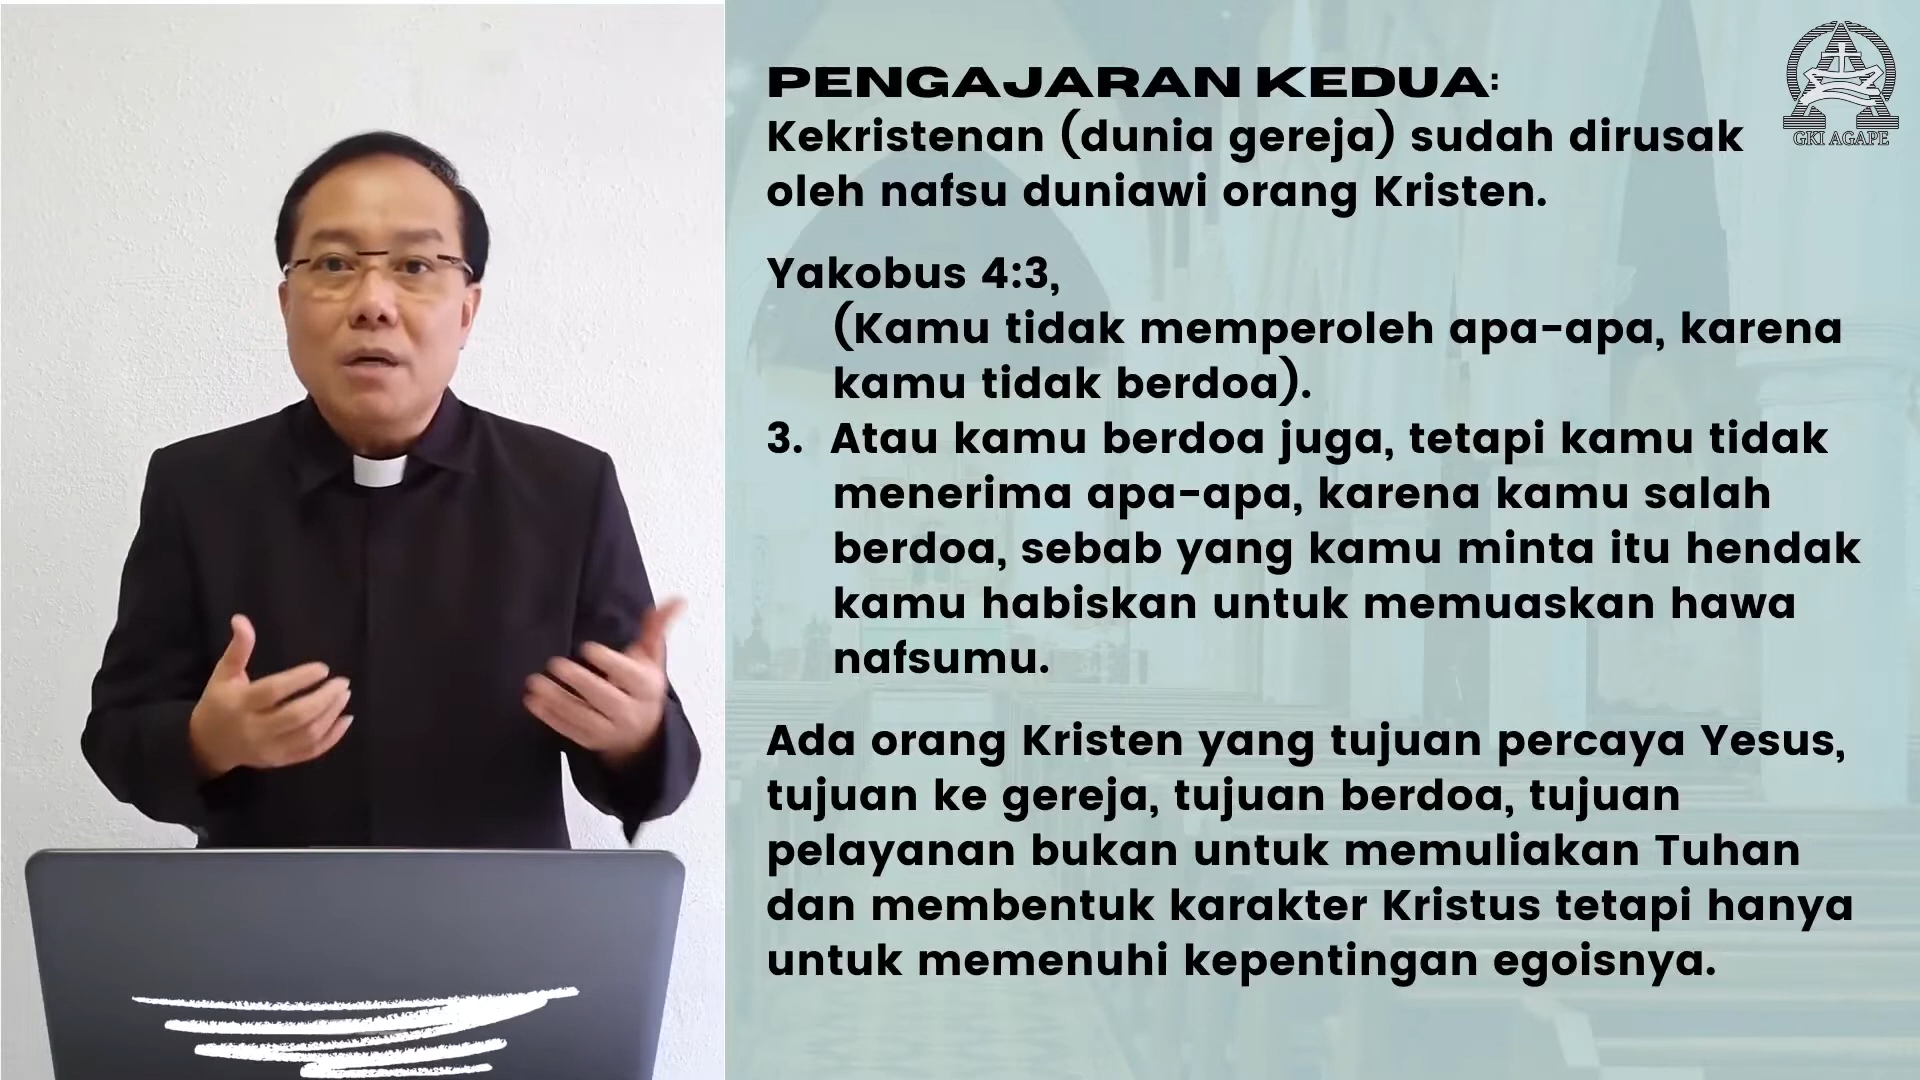 PENGAJARAN KEDUA:
Kekristenan (dunia gereja) sudah dirusak
oleh nafsu duniawi orang Kristen.
Yakobus 4:3,
(Kamu tidak memperoleh apa-apa, karena
kamu tidak berdoa).
3. Atau kamu berdoa juga, tetapi kamu tidak
menerima apa-apa, karena kamu salah
berdoa, sebab yang kamu minta itu hendak
kamu habiskan untuk memuaskan hawa
nafsumu.
Ada orang Kristen yang tujuan percaya Yesus,
tujuan ke gereja, tujuan berdoa, tujuan
pelayanan bukan untuk memuliakan Tuhan
dan membentuk karakter Kristus tetapi hanya
untuk memenuhi kepentingan egoisnya.
GKI AGAPE